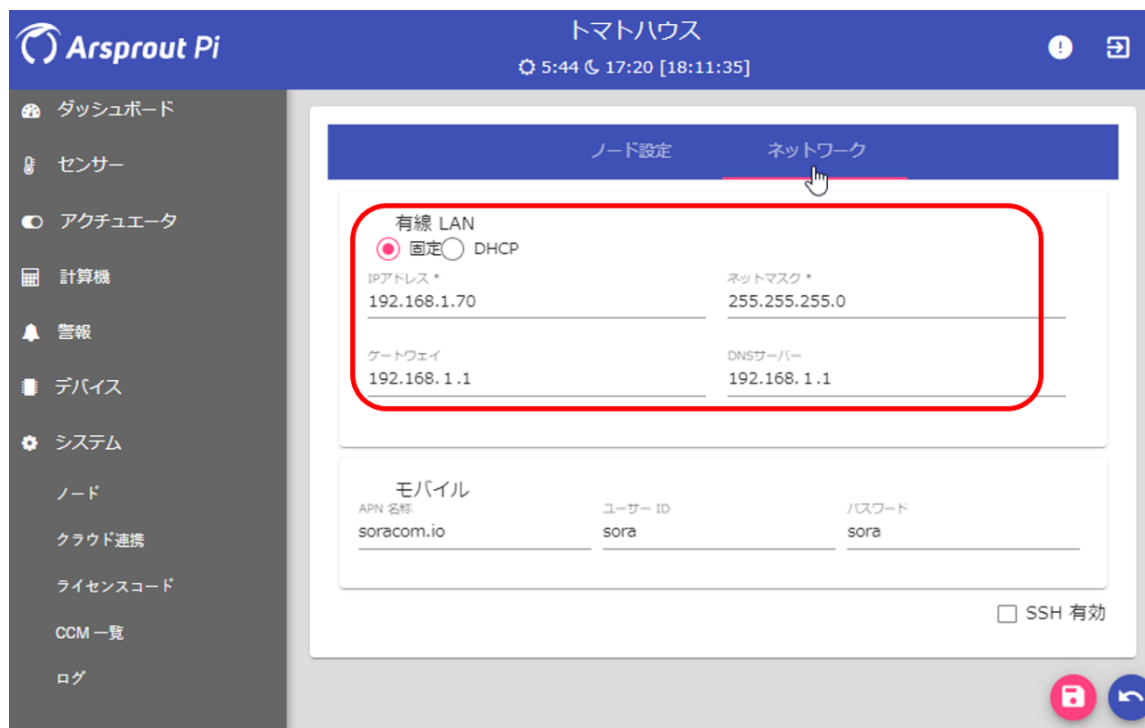 Arsprout Pi
トマトハウス
5:44 17:20 [18:11:35]
ダッシュボード
センサー
アクチュエータ
計算機
警報
デバイス
システム
ノード
クラウド連携
ライセンスコード
CCM 一覧
ログ
ノード設定 ネットワーク
有線 LAN
固定 DHCP
IPアドレス * ネットマスク *
192.168.1.70 255.255.255.0
ゲートウェイ DNSサーバー
192.168.1.1 192.168.1.1
モバイル
APN 名称 ユーザー ID パスワード
soracom.io sora sora
SSH 有効